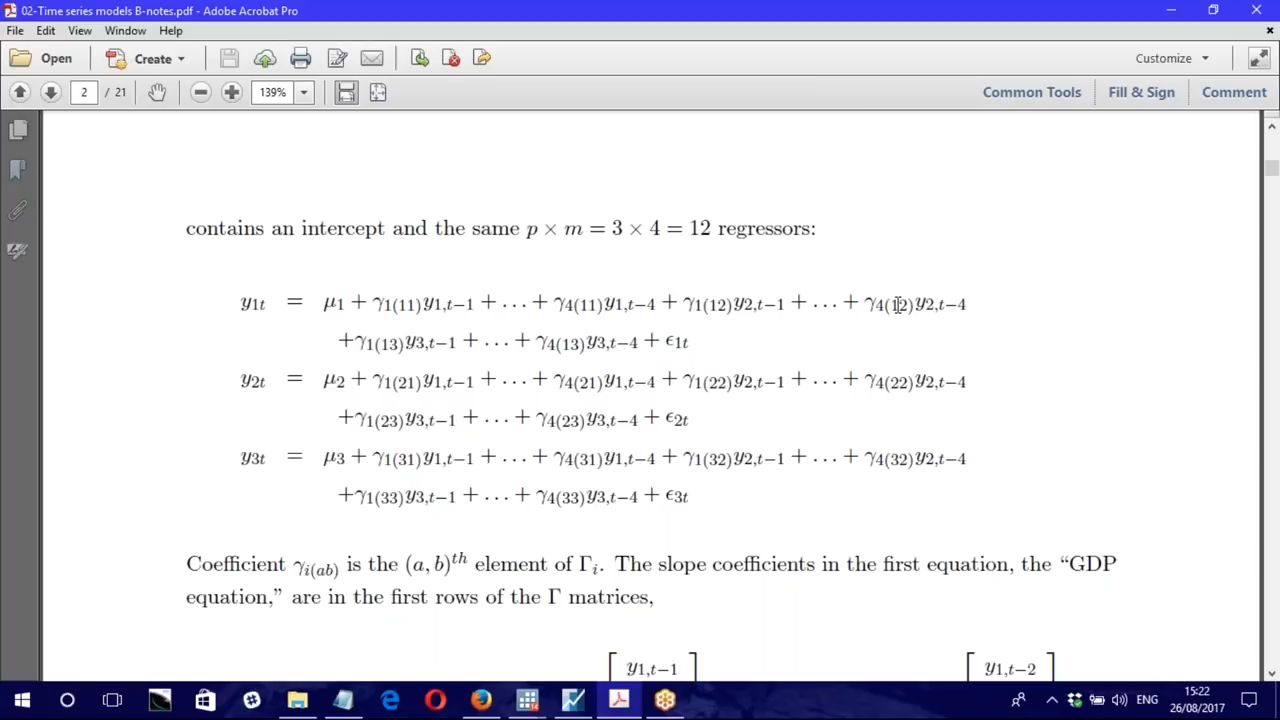 02-Time series models B-notes.pdf - Adobe Acrobat Pro
File Edit View Window Help
Open Create Customize
2 / 21 139% Common Tools Fill & Sign Comment
contains an intercept and the same p × m = 3 × 4 = 12 regressors:
y1t = μ1 + γ1(11)y1,t−1 + … + γ4(11)y1,t−4 + γ1(12)y2,t−1 + … + γ4(12)y2,t−4
+γ1(13)y3,t−1 + … + γ4(13)y3,t−4 + ϵ1t
y2t = μ2 + γ1(21)y1,t−1 + … + γ4(21)y1,t−4 + γ1(22)y2,t−1 + … + γ4(22)y2,t−4
+γ1(23)y3,t−1 + … + γ4(23)y3,t−4 + ϵ2t
y3t = μ3 + γ1(31)y1,t−1 + … + γ4(31)y1,t−4 + γ1(32)y2,t−1 + … + γ4(32)y2,t−4
+γ1(33)y3,t−1 + … + γ4(33)y3,t−4 + ϵ3t
Coefficient γi(ab) is the (a, b)th element of Γi. The slope coefficients in the first equation, the “GDP
equation,” are in the first rows of the Γ matrices,
y1,t−1 y1,t−2
ENG 15:22
26/08/2017